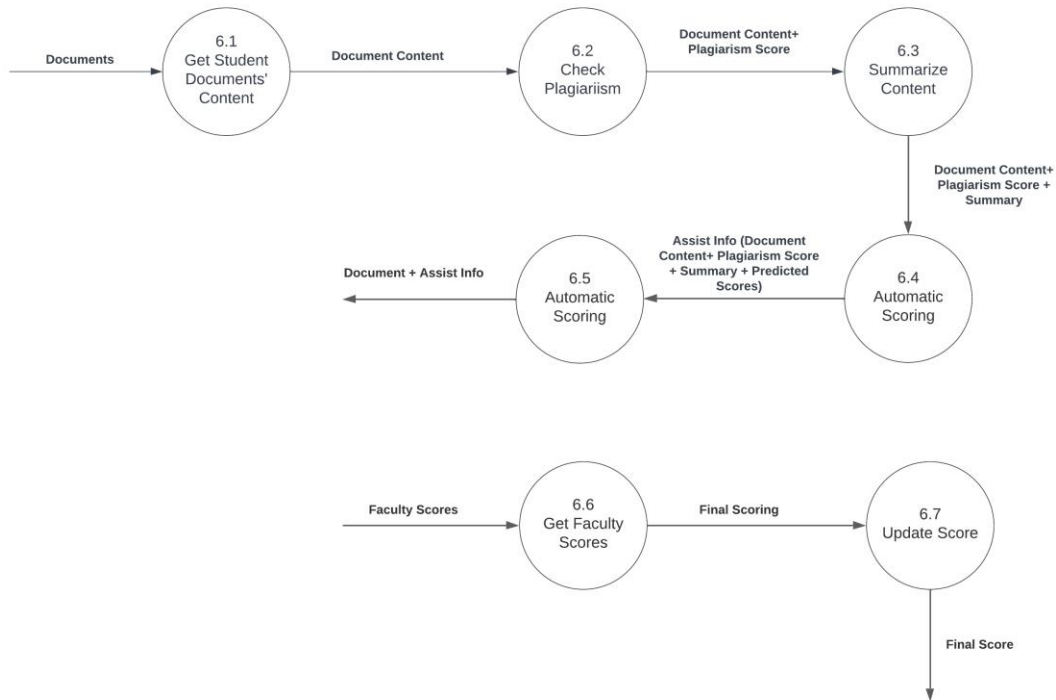 Documents
6.1
Get Student
Documents'
Content
Document Content
6.2
Check
Plagiariism
Document Content+
Plagiarism Score
6.3
Summarize
Content
Document Content+
Plagiarism Score +
Summary
6.4
Automatic
Scoring
Assist Info (Document
Content+ Plagiarism Score
+ Summary + Predicted
Scores)
6.5
Automatic
Scoring
Document + Assist Info
Faculty Scores
6.6
Get Faculty
Scores
Final Scoring
6.7
Update Score
Final Score